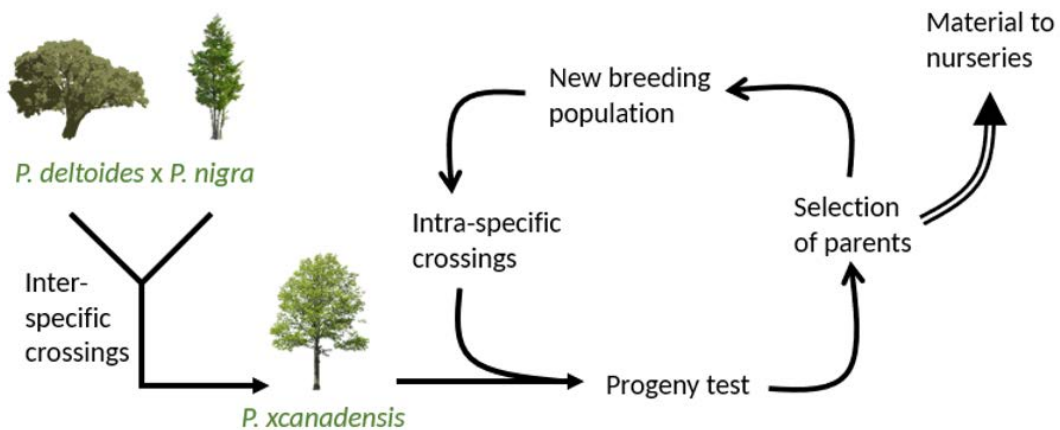 Material to
nurseries
New breeding
population
P. deltoides x P. nigra
Selection
of parents
Intra-specific
crossings
Inter-
specific
crossings
Progeny test
P. xcanadensis